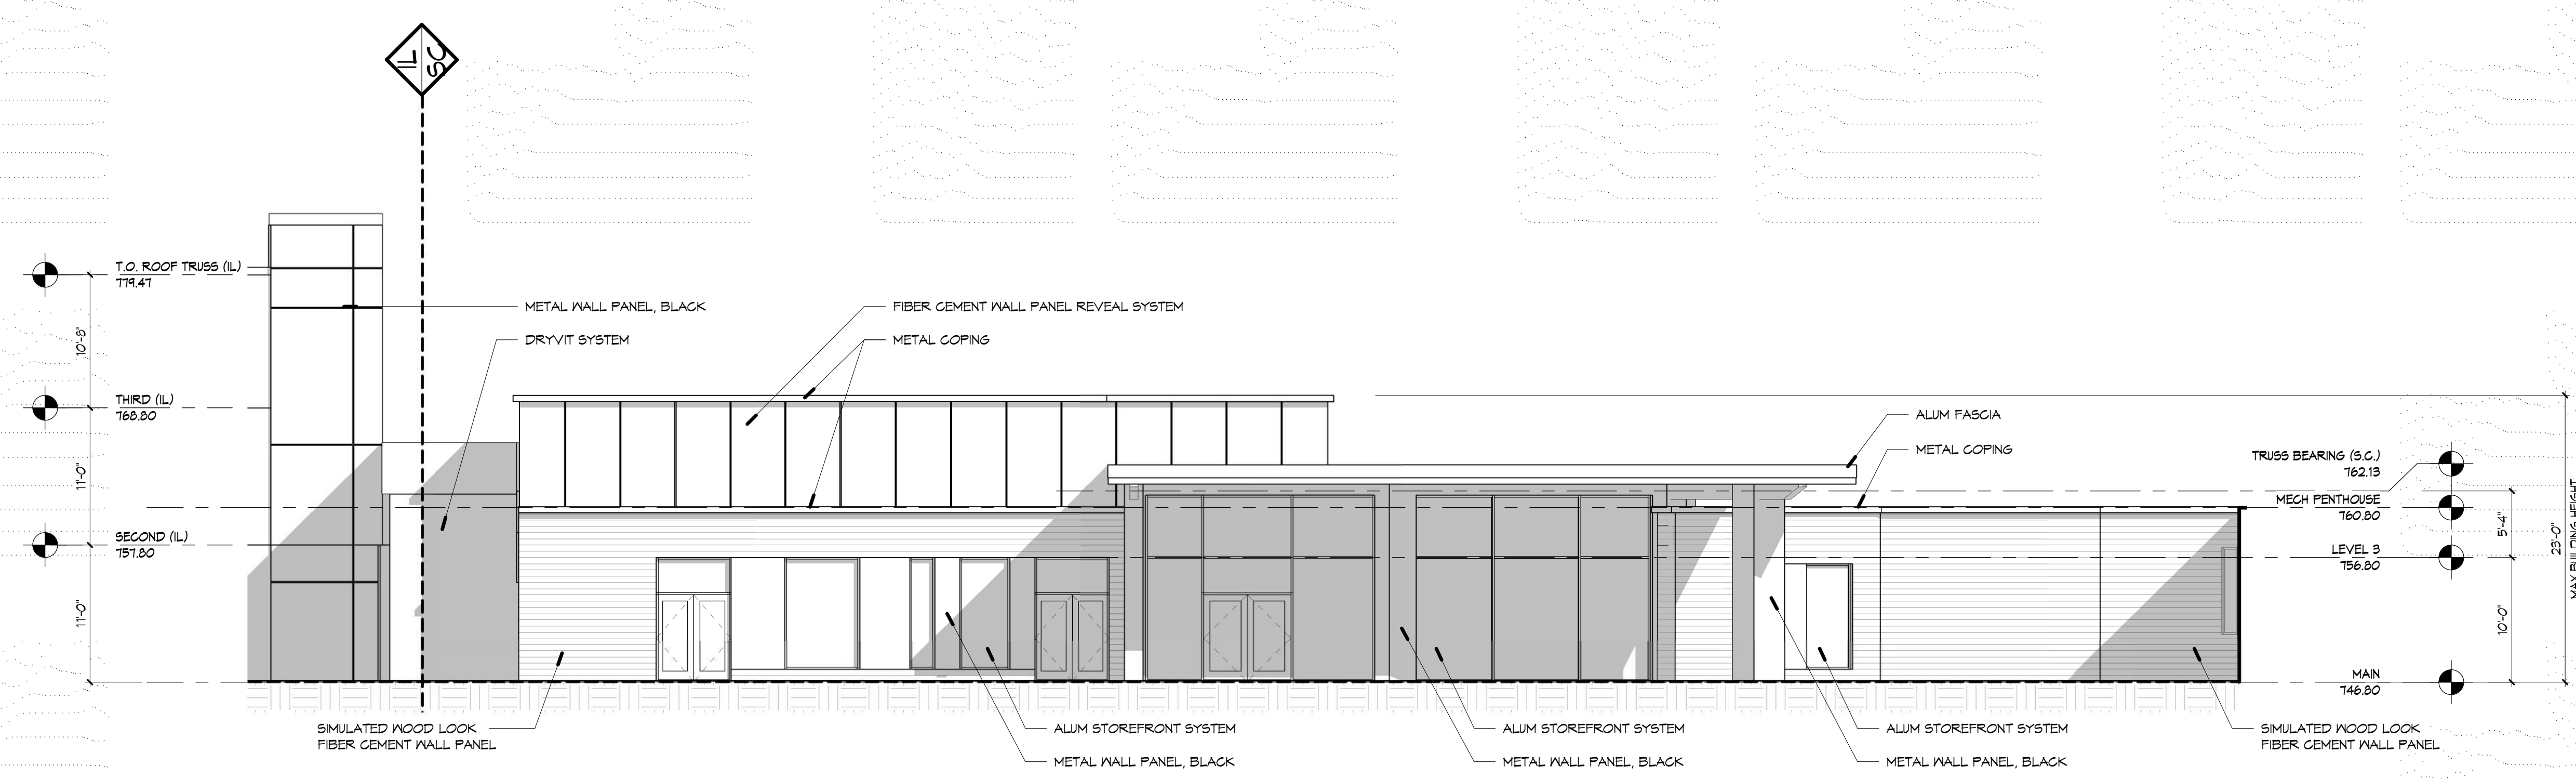 IL
SC
T.O. ROOF TRUSS (IL)
779.47
10'-8"
THIRD (IL)
768.80
11'-0"
SECOND (IL)
757.80
11'-0"
METAL WALL PANEL, BLACK
DRYVIT SYSTEM
FIBER CEMENT WALL PANEL REVEAL SYSTEM
METAL COPING
ALUM FASCIA
METAL COPING
TRUSS BEARING (S.C.)
762.13
MECH PENTHOUSE
760.80
5'-4"
LEVEL 3
756.80
10'-0"
MAIN
746.80
23'-0"
MAX BUILDING HEIGHT
SIMULATED WOOD LOOK
FIBER CEMENT WALL PANEL
ALUM STOREFRONT SYSTEM
METAL WALL PANEL, BLACK
ALUM STOREFRONT SYSTEM
METAL WALL PANEL, BLACK
ALUM STOREFRONT SYSTEM
METAL WALL PANEL, BLACK
SIMULATED WOOD LOOK
FIBER CEMENT WALL PANEL